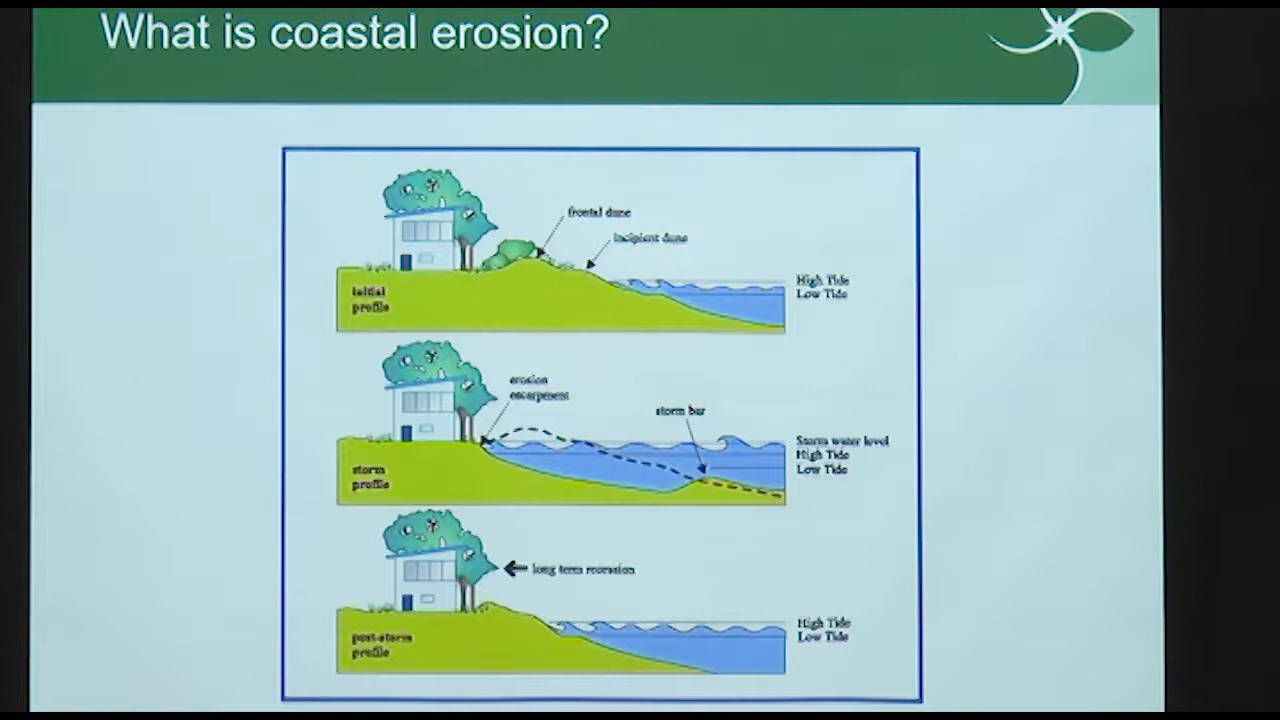 What is coastal erosion?
frontal dune
incipient dune
High Tide
Low Tide
initial
profile
erosion
escarpment
storm bar
Storm water level
High Tide
Low Tide
storm
profile
long term recession
High Tide
Low Tide
post-storm
profile